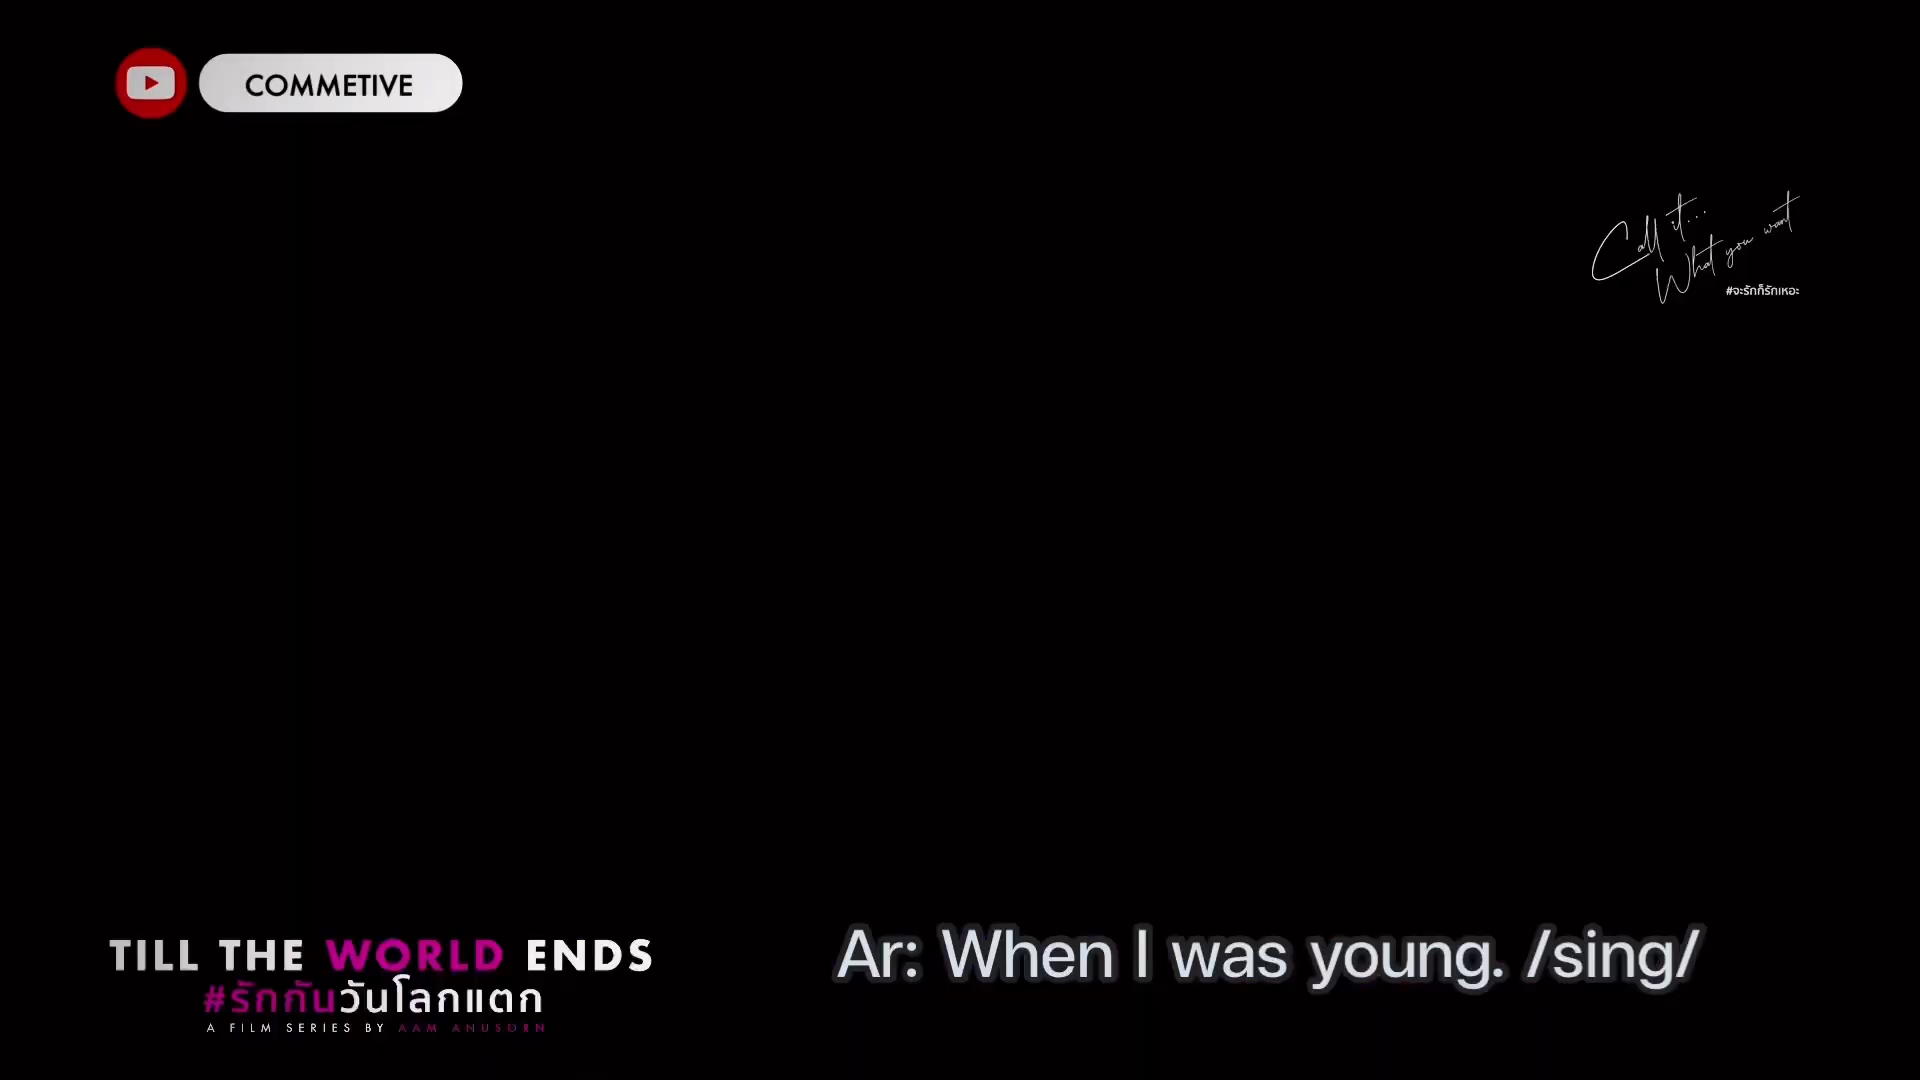 COMMETIVE
Call it...
What you want
#จะรักก็รักเหอะ
Ar: When I was young. /sing/
TILL THE WORLD ENDS
#รักกันวันโลกแตก
A FILM SERIES BY AAM ANUSORN